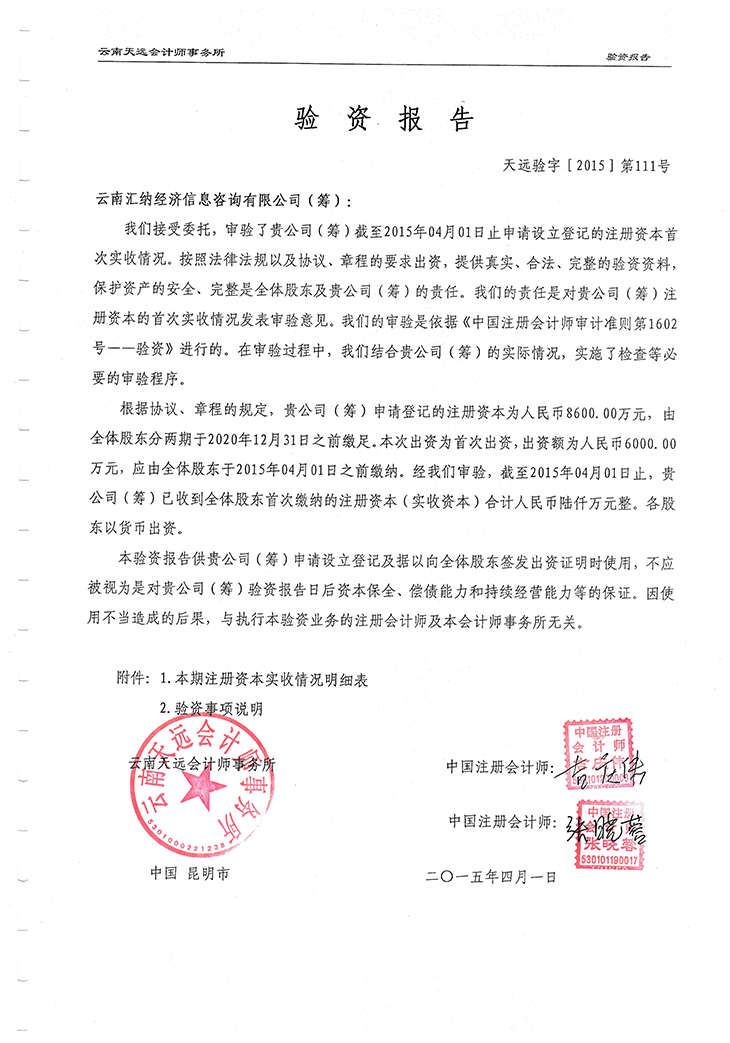 云南天远会计师事务所 验资报告
验 资 报 告
天远验字［2015］第111号
云南汇纳经济信息咨询有限公司（筹）：
我们接受委托，审验了贵公司（筹）截至2015年04月01日止申请设立登记的注册资本首
次实收情况。按照法律法规以及协议、章程的要求出资，提供真实、合法、完整的验资资料，
保护资产的安全、完整是全体股东及贵公司（筹）的责任。我们的责任是对贵公司（筹）注
册资本的首次实收情况发表审验意见。我们的审验是依据《中国注册会计师审计准则第1602
号——验资》进行的。在审验过程中，我们结合贵公司（筹）的实际情况，实施了检查等必
要的审验程序。
根据协议、章程的规定，贵公司（筹）申请登记的注册资本为人民币8600.00万元，由
全体股东分两期于2020年12月31日之前缴足。本次出资为首次出资，出资额为人民币6000.00
万元，应由全体股东于2015年04月01日之前缴纳。经我们审验，截至2015年04月01日止，贵
公司（筹）已收到全体股东首次缴纳的注册资本（实收资本）合计人民币陆仟万元整。各股
东以货币出资。
本验资报告供贵公司（筹）申请设立登记及据以向全体股东签发出资证明时使用，不应
被视为是对贵公司（筹）验资报告日后资本保全、偿债能力和持续经营能力等的保证。因使
用不当造成的后果，与执行本验资业务的注册会计师及本会计师事务所无关。
附件：1.本期注册资本实收情况明细表
2.验资事项说明
云南天远会计师事务所
云南天远会计师事务所
5301000221238
中国 昆明市
中国注册会计师：
中国注册
会计师
中国注册会计师：张晓蓉
中国注册
会计师
张晓蓉
530101190017
二〇一五年四月一日